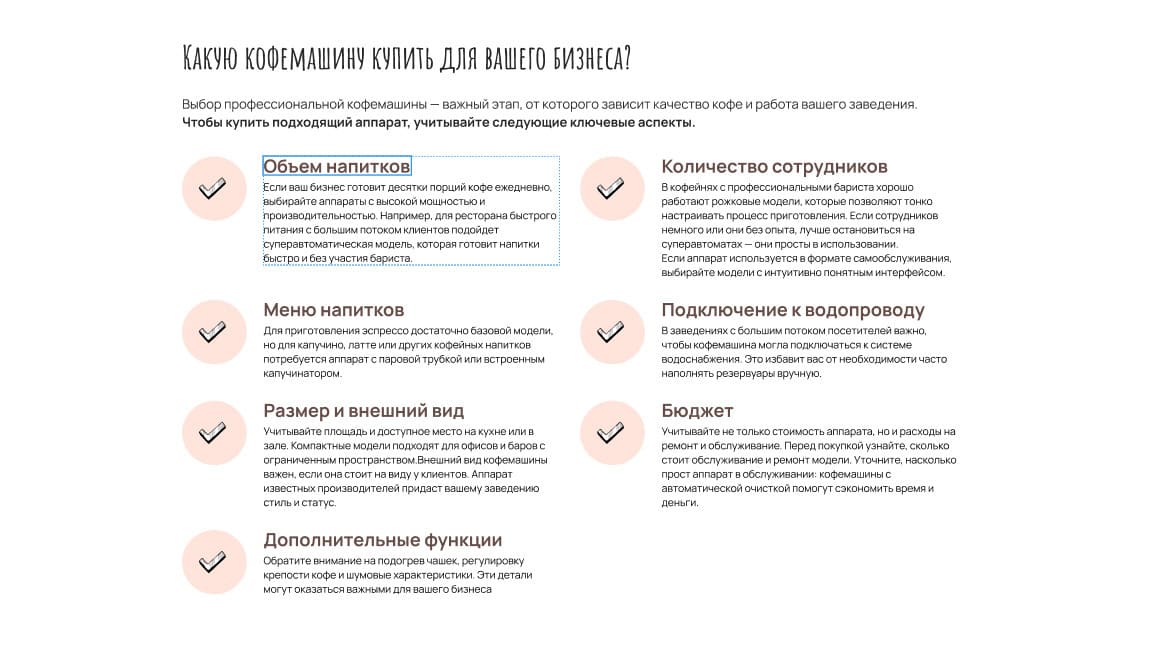 Какую кофемашину купить для вашего бизнеса?
Выбор профессиональной кофемашины — важный этап, от которого зависит качество кофе и работа вашего заведения.
Чтобы купить подходящий аппарат, учитывайте следующие ключевые аспекты.
Объем напитков
Если ваш бизнес готовит десятки порций кофе ежедневно,
выбирайте аппараты с высокой мощностью и
производительностью. Например, для ресторана быстрого
питания с большим потоком клиентов подойдет
суперавтоматическая модель, которая готовит напитки
быстро и без участия бариста.
Количество сотрудников
В кофейнях с профессиональными бариста хорошо
работают рожковые модели, которые позволяют тонко
настраивать процесс приготовления. Если сотрудников
немного или они без опыта, лучше остановиться на
суперавтоматах — они просты в использовании.
Если аппарат используется в формате самообслуживания,
выбирайте модели с интуитивно понятным интерфейсом.
Меню напитков
Для приготовления эспрессо достаточно базовой модели,
но для капучино, латте или других кофейных напитков
потребуется аппарат с паровой трубкой или встроенным
капучинатором.
Подключение к водопроводу
В заведениях с большим потоком посетителей важно,
чтобы кофемашина могла подключаться к системе
водоснабжения. Это избавит вас от необходимости часто
наполнять резервуары вручную.
Размер и внешний вид
Учитывайте площадь и доступное место на кухне или в
зале. Компактные модели подходят для офисов и баров с
ограниченным пространством.Внешний вид кофемашины
важен, если она стоит на виду у клиентов. Аппарат
известных производителей придаст вашему заведению
стиль и статус.
Бюджет
Учитывайте не только стоимость аппарата, но и расходы на
ремонт и обслуживание. Перед покупкой узнайте, сколько
стоит обслуживание и ремонт модели. Уточните, насколько
прост аппарат в обслуживании: кофемашины с
автоматической очисткой помогут сэкономить время и
деньги.
Дополнительные функции
Обратите внимание на подогрев чашек, регулировку
крепости кофе и шумовые характеристики. Эти детали
могут оказаться важными для вашего бизнеса